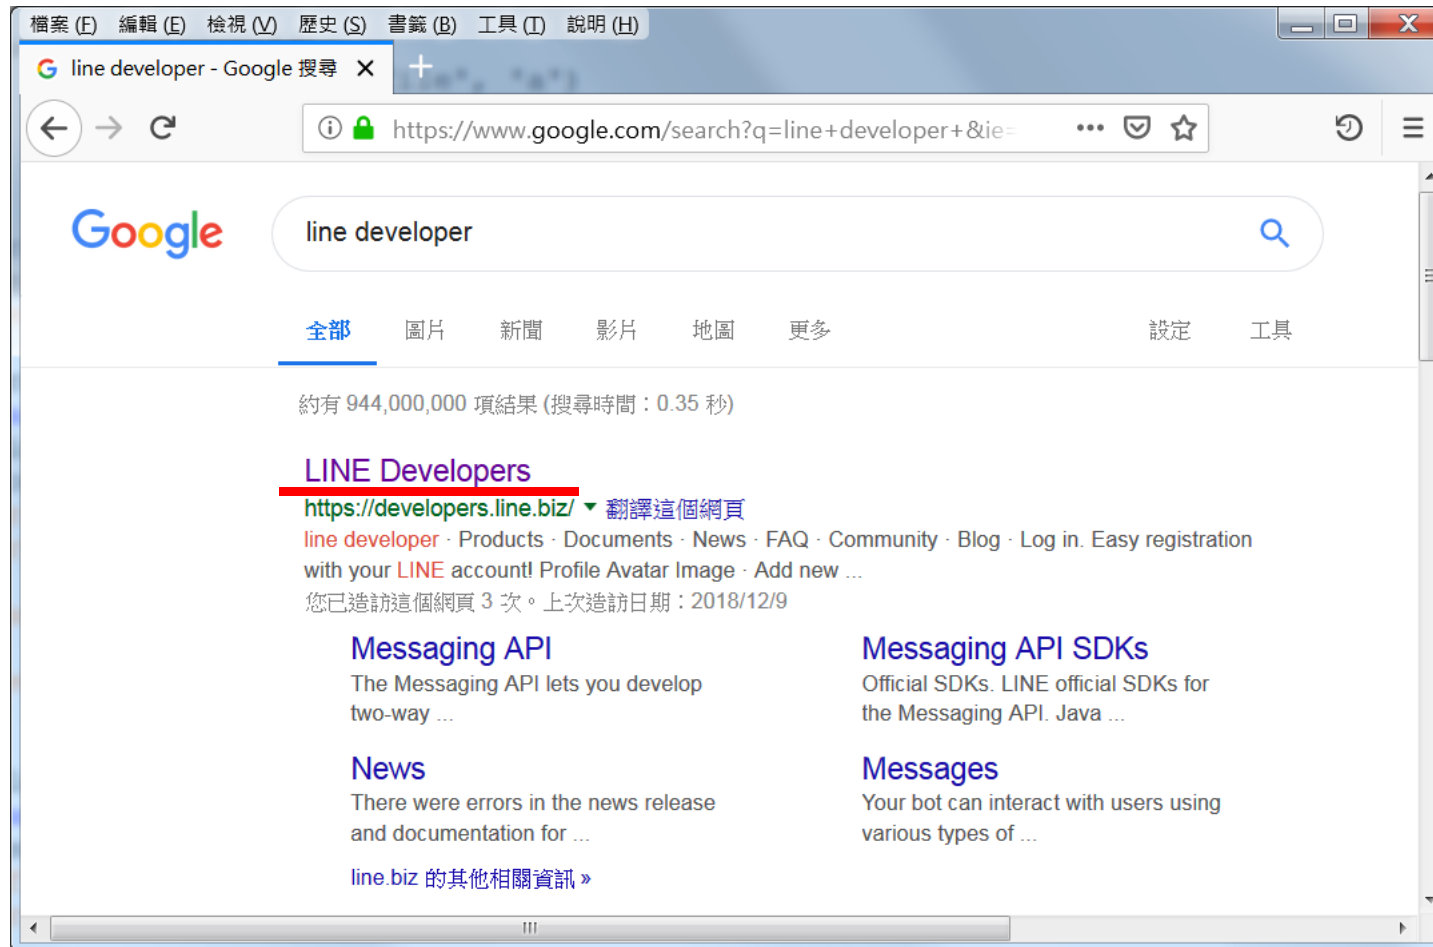 檔案 (F) 編輯 (E) 檢視 (V) 歷史 (S) 書籤 (B) 工具 (T) 說明 (H)
line developer - Google 搜尋
https://www.google.com/search?q=line+developer+&ie=
Google line developer
全部 圖片 新聞 影片 地圖 更多 設定 工具
約有 944,000,000 項結果 (搜尋時間：0.35 秒)
LINE Developers
https://developers.line.biz/ 翻譯這個網頁
line developer · Products · Documents · News · FAQ · Community · Blog · Log in. Easy registration
with your LINE account! Profile Avatar Image · Add new ...
您已造訪這個網頁 3 次。上次造訪日期：2018/12/9
Messaging API
The Messaging API lets you develop
two-way ...
Messaging API SDKs
Official SDKs. LINE official SDKs for
the Messaging API. Java ...
News
There were errors in the news release
and documentation for ...
Messages
Your bot can interact with users using
various types of ...
line.biz 的其他相關資訊 »